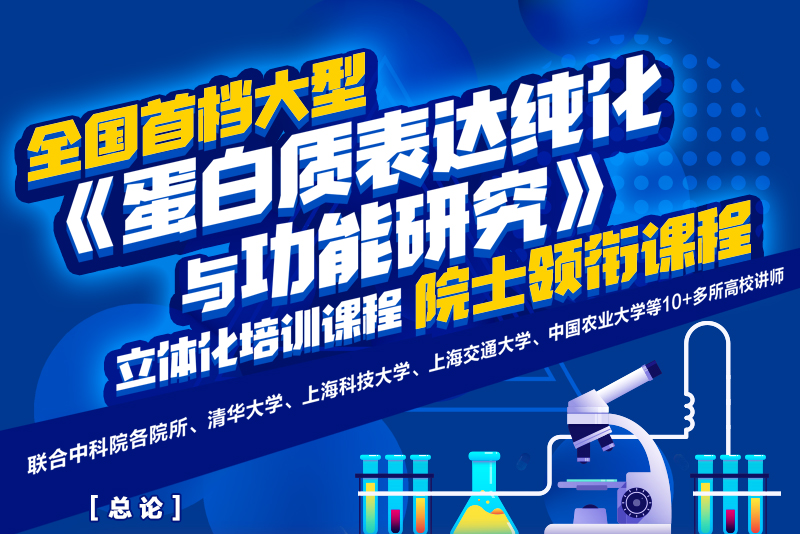 全国首档大型
《蛋白质表达纯化
与功能研究》
立体化培训课程 院士领衔课程
联合中科院各院所、清华大学、上海科技大学、上海交通大学、中国农业大学等10+多所高校讲师
[ 总论 ]